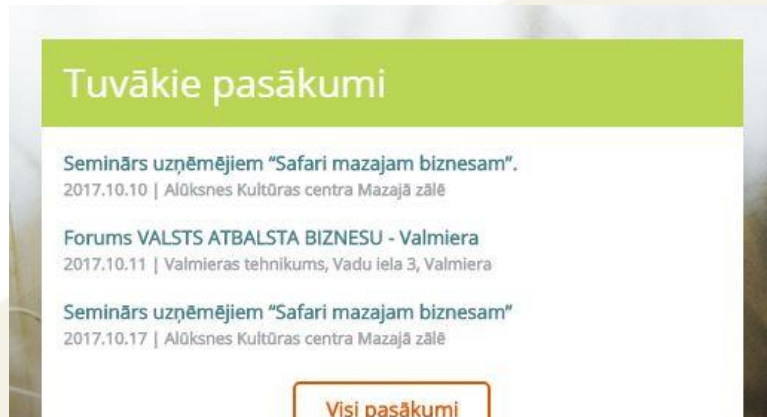 Tuvākie pasākumi
Seminārs uzņēmējiem “Safari mazajam biznesam”.
2017.10.10 | Alūksnes Kultūras centra Mazajā zālē
Forums VALSTS ATBALSTA BIZNESU - Valmiera
2017.10.11 | Valmieras tehnikums, Vadu iela 3, Valmiera
Seminārs uzņēmējiem “Safari mazajam biznesam”
2017.10.17 | Alūksnes Kultūras centra Mazajā zālē
Visi pasākumi